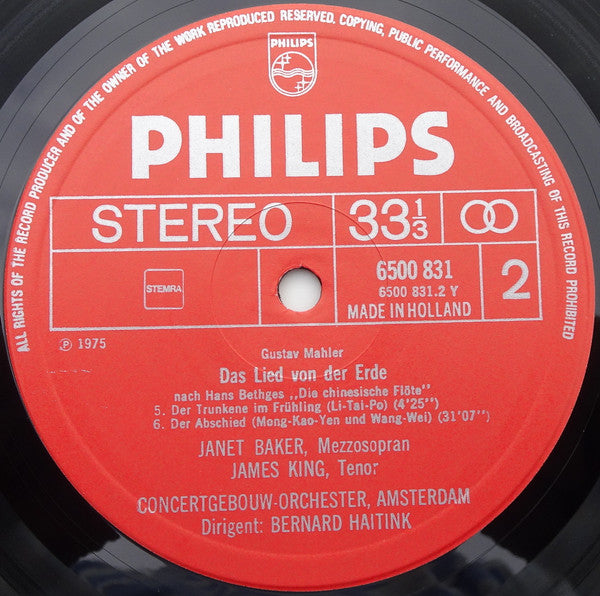 ALL RIGHTS OF THE RECORD PRODUCER AND OF THE OWNER OF THE WORK REPRODUCED RESERVED. COPYING, PUBLIC PERFORMANCE AND BROADCASTING OF THIS RECORD PROHIBITED
PHILIPS
PHILIPS
STEREO 33 1/3
STEMRA
6500 831
6500 831.2 Y
MADE IN HOLLAND
2
℗ 1975
Gustav Mahler
Das Lied von der Erde
nach Hans Bethges „Die chinesische Flöte"
5. Der Trunkene im Frühling (Li-Tai-Po) (4'25")
6. Der Abschied (Mong-Kao-Yen und Wang-Wei) (31'07")
JANET BAKER, Mezzosopran
JAMES KING, Tenor
CONCERTGEBOUW-ORCHESTER, AMSTERDAM
Dirigent: BERNARD HAITINK